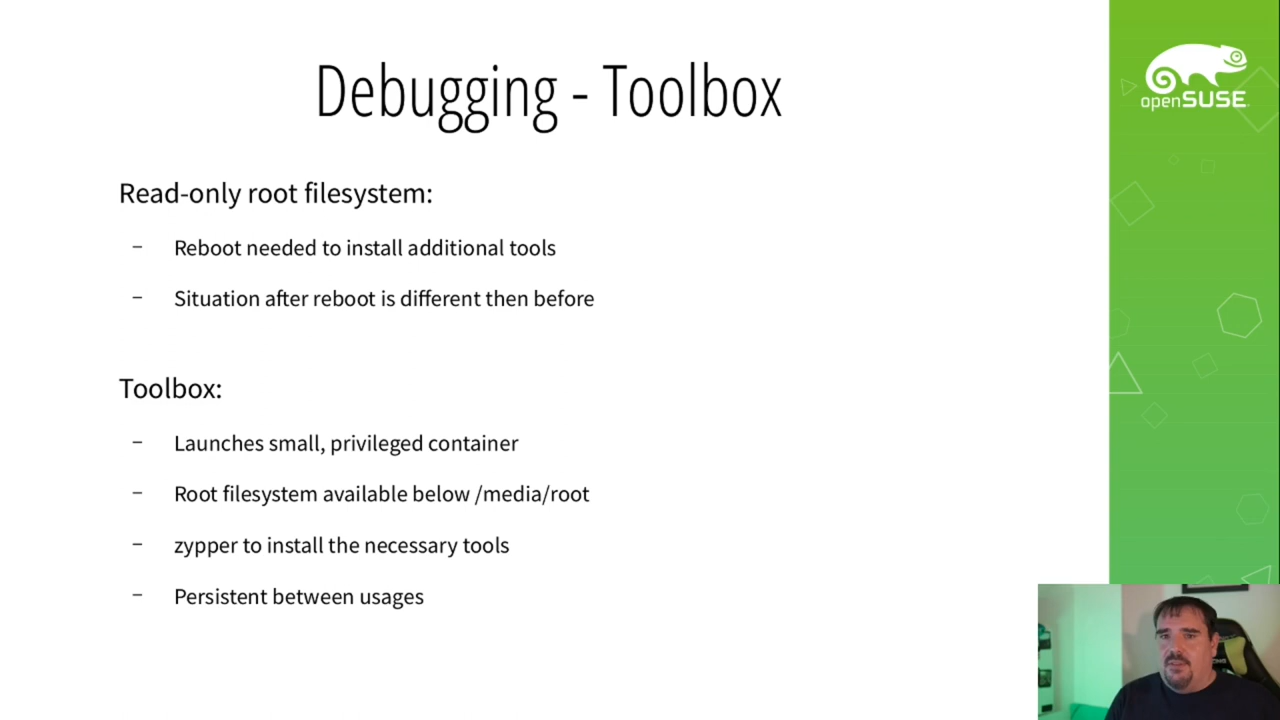 Debugging - Toolbox
openSUSE
Read-only root filesystem:
– Reboot needed to install additional tools
– Situation after reboot is different then before
Toolbox:
– Launches small, privileged container
– Root filesystem available below /media/root
– zypper to install the necessary tools
– Persistent between usages